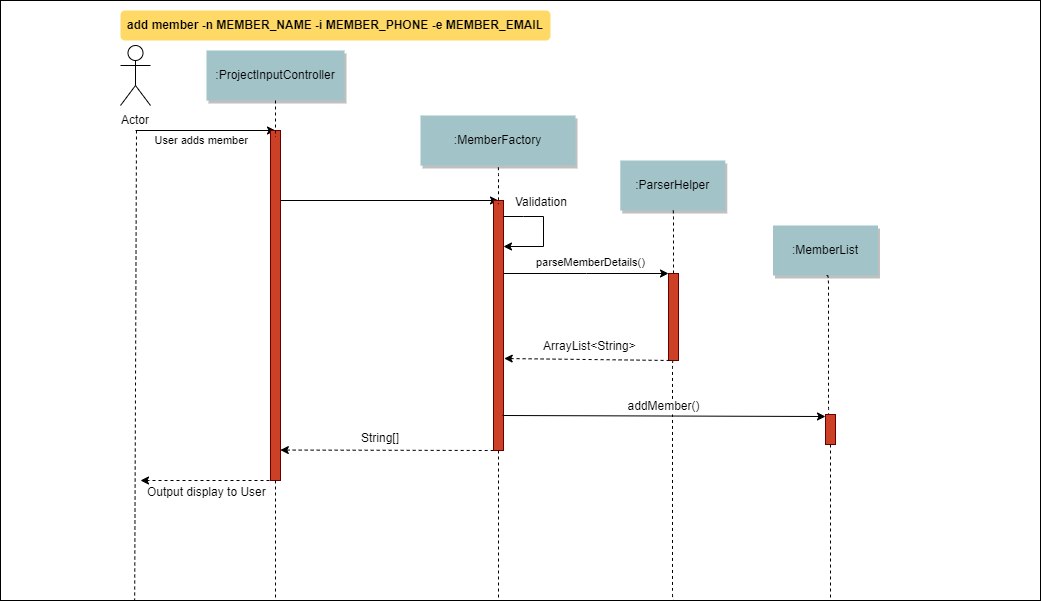 add member -n MEMBER_NAME -i MEMBER_PHONE -e MEMBER_EMAIL
:ProjectInputController
Actor
User adds member
:MemberFactory
:ParserHelper
Validation
:MemberList
parseMemberDetails()
ArrayList<String>
addMember()
String[]
Output display to User